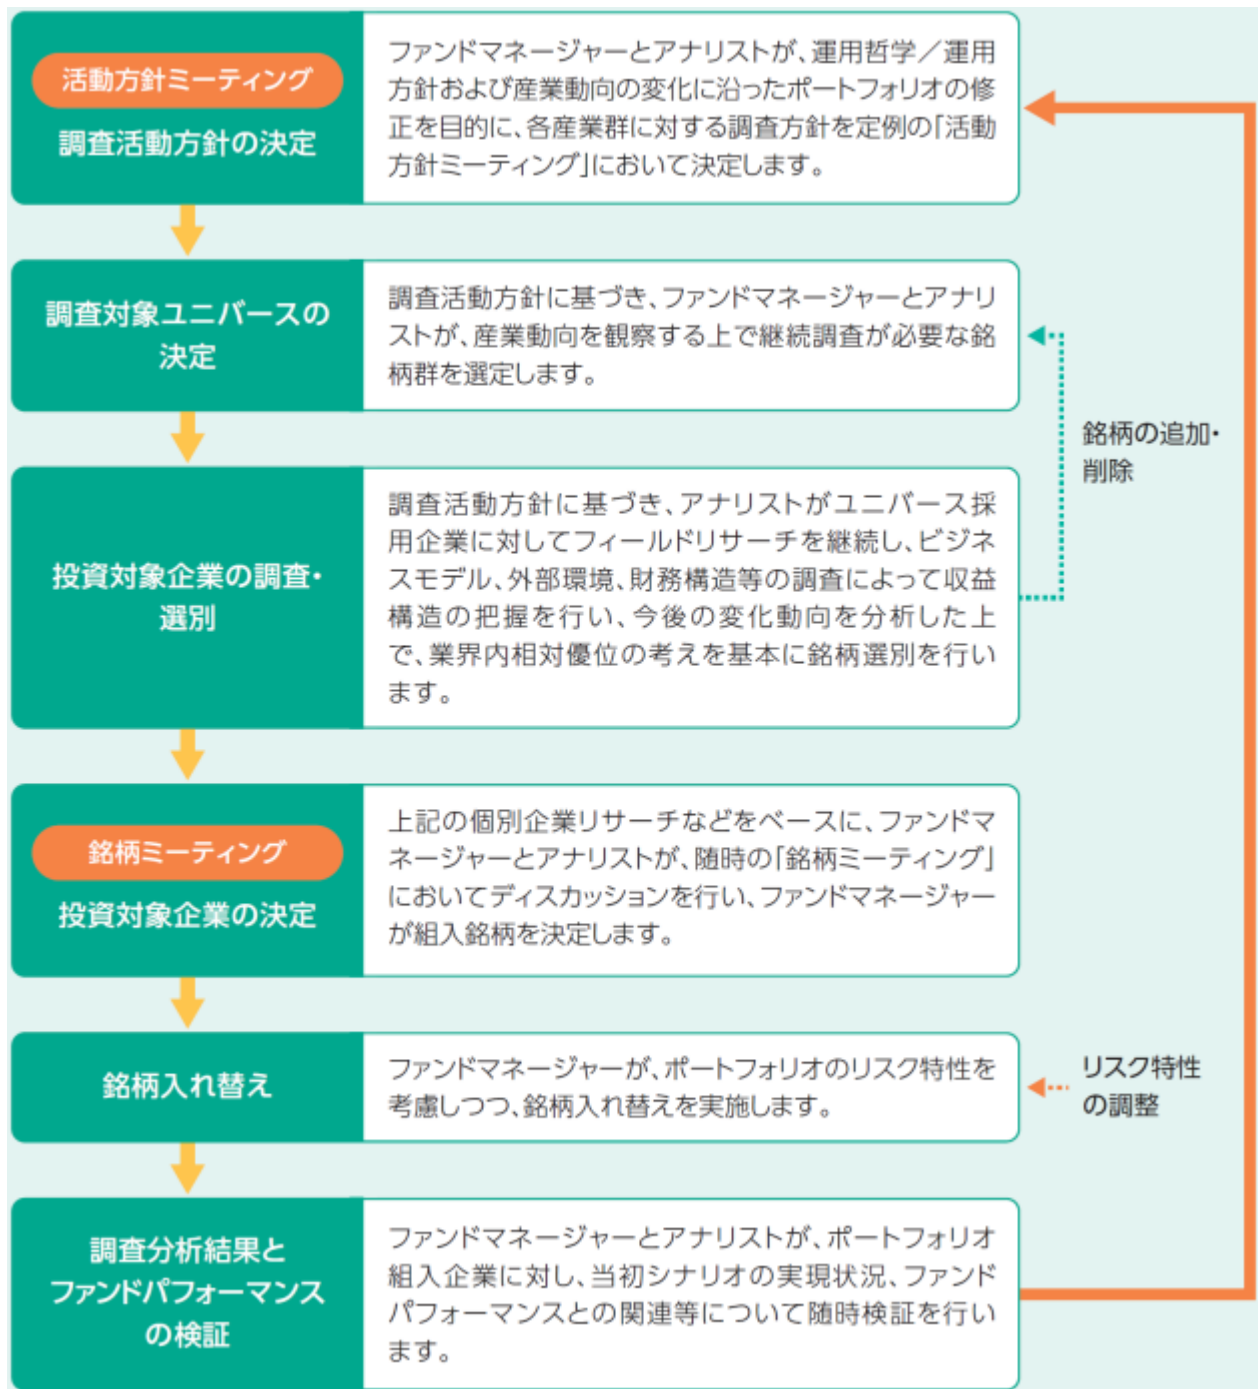 活動方針ミーティング
調査活動方針の決定
ファンドマネージャーとアナリストが、運用哲学／運用
方針および産業動向の変化に沿ったポートフォリオの修
正を目的に、各産業群に対する調査方針を定例の「活動
方針ミーティング」において決定します。
調査対象ユニバースの
決定
調査活動方針に基づき、ファンドマネージャーとアナリ
ストが、産業動向を観察する上で継続調査が必要な銘
柄群を選定します。
銘柄の追加・
削除
投資対象企業の調査・
選別
調査活動方針に基づき、アナリストがユニバース採
用企業に対してフィールドリサーチを継続し、ビジネ
スモデル、外部環境、財務構造等の調査によって収益
構造の把握を行い、今後の変化動向を分析した上
で、業界内相対優位の考えを基本に銘柄選別を行い
ます。
銘柄ミーティング
投資対象企業の決定
上記の個別企業リサーチなどをベースに、ファンドマ
ネージャーとアナリストが、随時の「銘柄ミーティング」
においてディスカッションを行い、ファンドマネージャー
が組入銘柄を決定します。
銘柄入れ替え
ファンドマネージャーが、ポートフォリオのリスク特性を
考慮しつつ、銘柄入れ替えを実施します。
リスク特性
の調整
調査分析結果と
ファンドパフォーマンス
の検証
ファンドマネージャーとアナリストが、ポートフォリオ
組入企業に対し、当初シナリオの実現状況、ファンド
パフォーマンスとの関連等について随時検証を行い
ます。